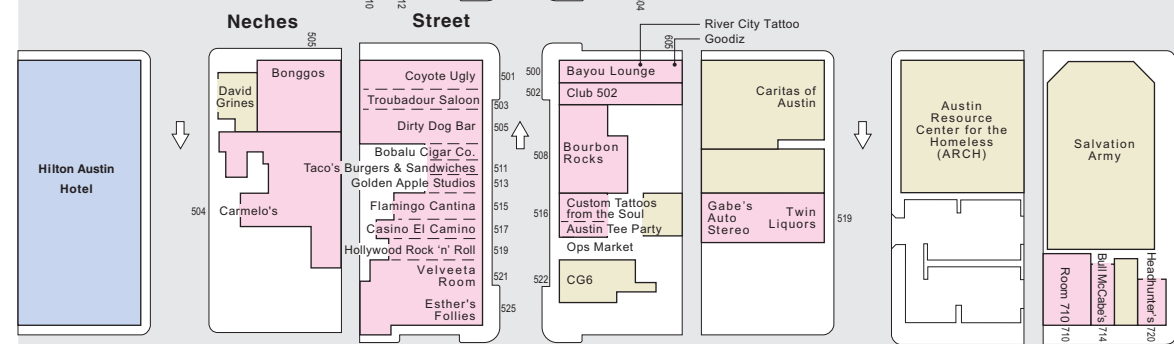 10
12
04
Neches
Street
River City Tattoo
Goodiz
505
605
Bonggos
David
Grines
Carmelo's
504
Hilton Austin
Hotel
Coyote Ugly
501
Troubadour Saloon
503
Dirty Dog Bar
505
Bobalu Cigar Co.
Taco's Burgers & Sandwiches
511
Golden Apple Studios
513
Flamingo Cantina
515
Casino El Camino
517
Hollywood Rock 'n' Roll
519
Velveeta
Room
521
Esther's
Follies
525
500
Bayou Lounge
502
Club 502
508
Bourbon
Rocks
516
Custom Tattoos
from the Soul
Austin Tee Party
Ops Market
522
CG6
Caritas of
Austin
Gabe's
Auto
Stereo
Twin
Liquors
519
Austin
Resource
Center for the
Homeless
(ARCH)
Salvation
Army
Room 710
710
Bull McCabe's
714
Headhunter's
720